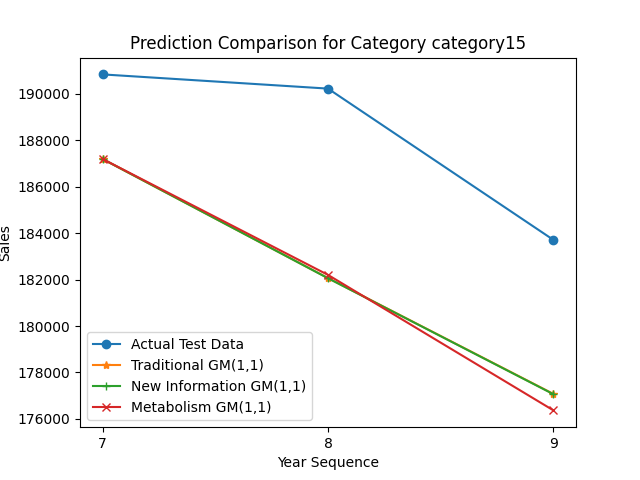 Prediction Comparison for Category category15
190000
188000
186000
184000
182000
180000
178000
176000
Sales
Actual Test Data
Traditional GM(1,1)
New Information GM(1,1)
Metabolism GM(1,1)
7
8
9
Year Sequence